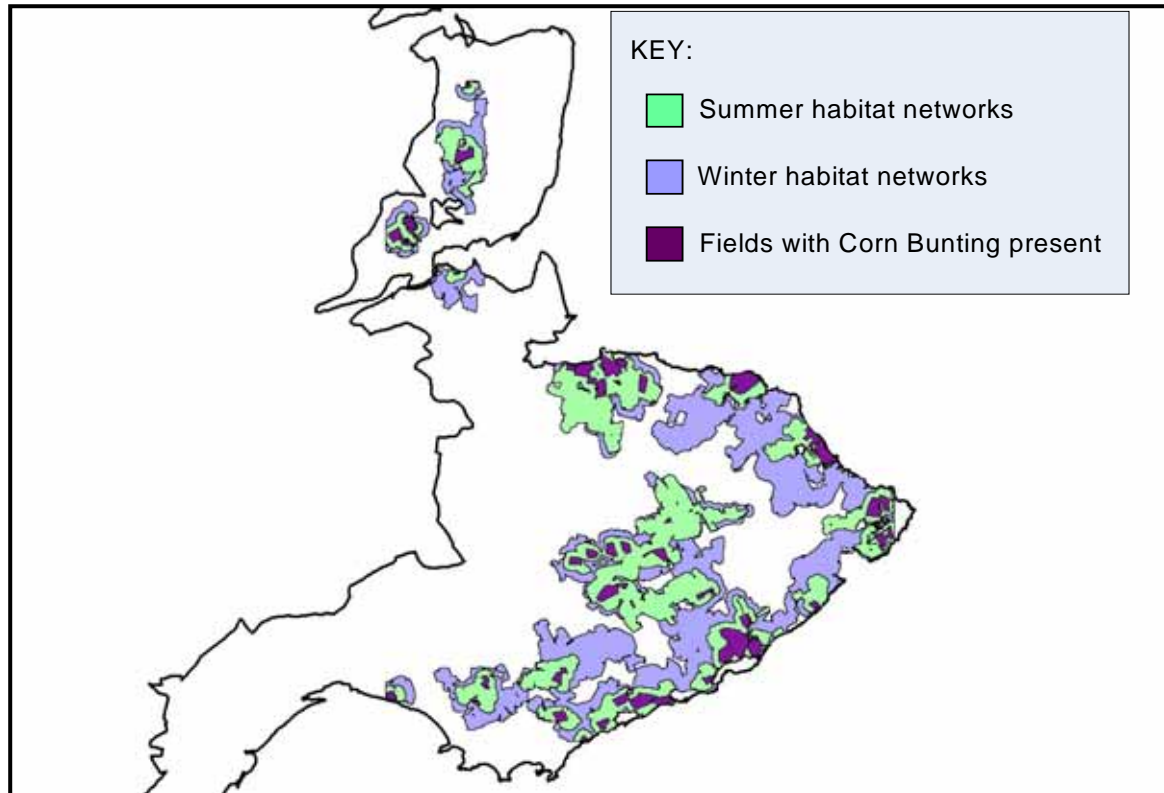 KEY:
Summer habitat networks
Winter habitat networks
Fields with Corn Bunting present